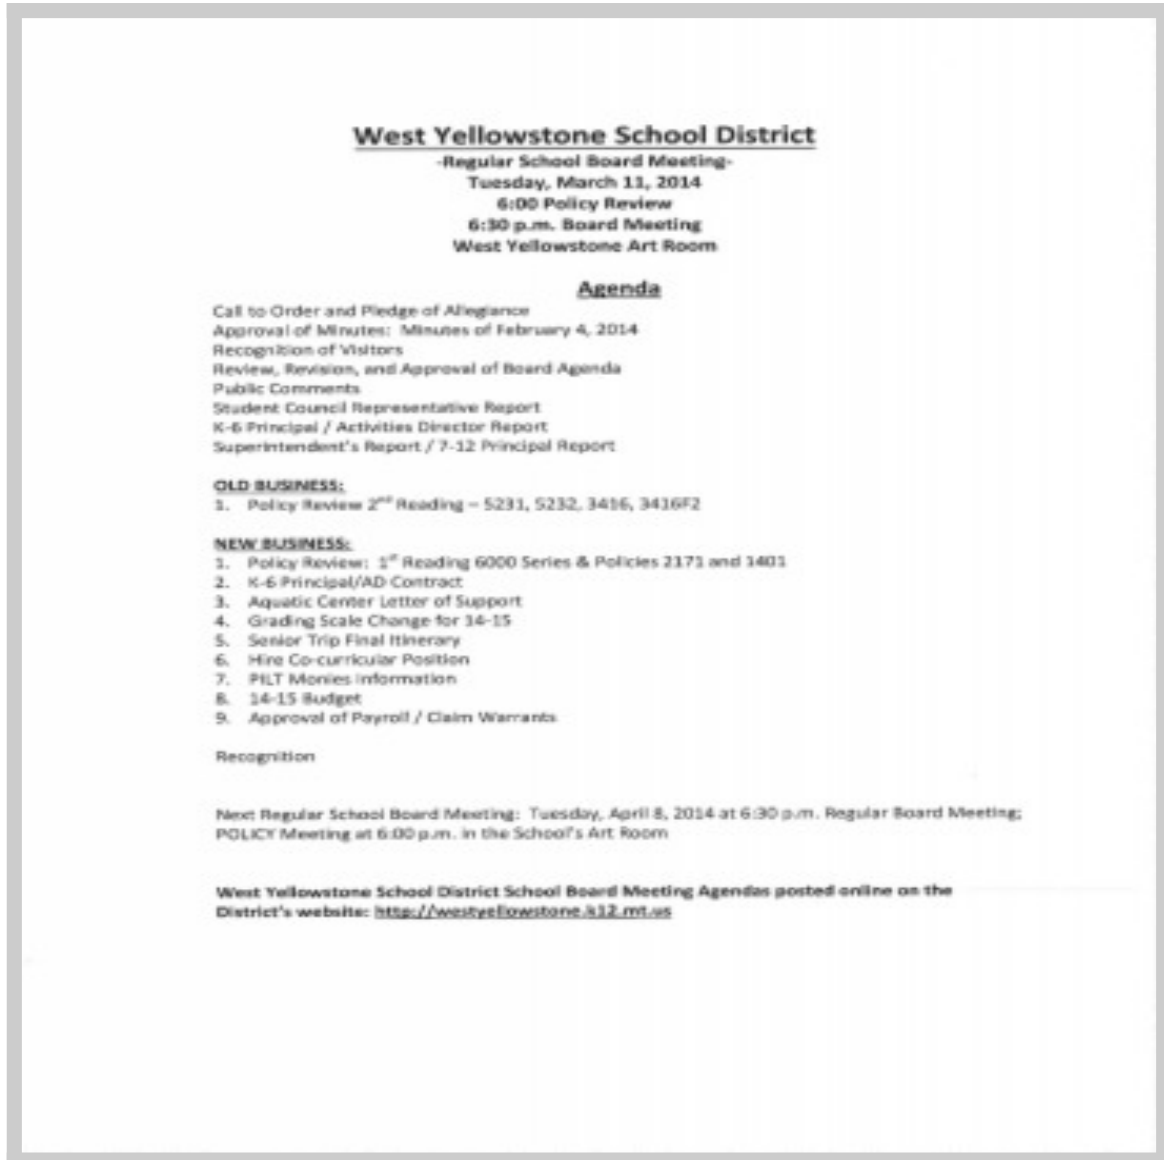 West Yellowstone School District
-Regular School Board Meeting-
Tuesday, March 11, 2014
6:00 Policy Review
6:30 p.m. Board Meeting
West Yellowstone Art Room
Agenda
Call to Order and Pledge of Allegiance
Approval of Minutes: Minutes of February 4, 2014
Recognition of Visitors
Review, Revision, and Approval of Board Agenda
Public Comments
Student Council Representative Report
K-6 Principal / Activities Director Report
Superintendent's Report / 7-12 Principal Report
OLD BUSINESS:
1. Policy Review 2nd Reading – 5231, 5232, 3416, 3416F2
NEW BUSINESS:
1. Policy Review: 1st Reading 6000 Series & Policies 2171 and 1401
2. K-6 Principal/AD Contract
3. Aquatic Center Letter of Support
4. Grading Scale Change for 14-15
5. Senior Trip Final Itinerary
6. Hire Co-curricular Position
7. PILT Monies Information
8. 14-15 Budget
9. Approval of Payroll / Claim Warrants
Recognition
Next Regular School Board Meeting: Tuesday, April 8, 2014 at 6:30 p.m. Regular Board Meeting;
POLICY Meeting at 6:00 p.m. in the School's Art Room
West Yellowstone School District School Board Meeting Agendas posted online on the
District's website: http://westyellowstone.k12.mt.us